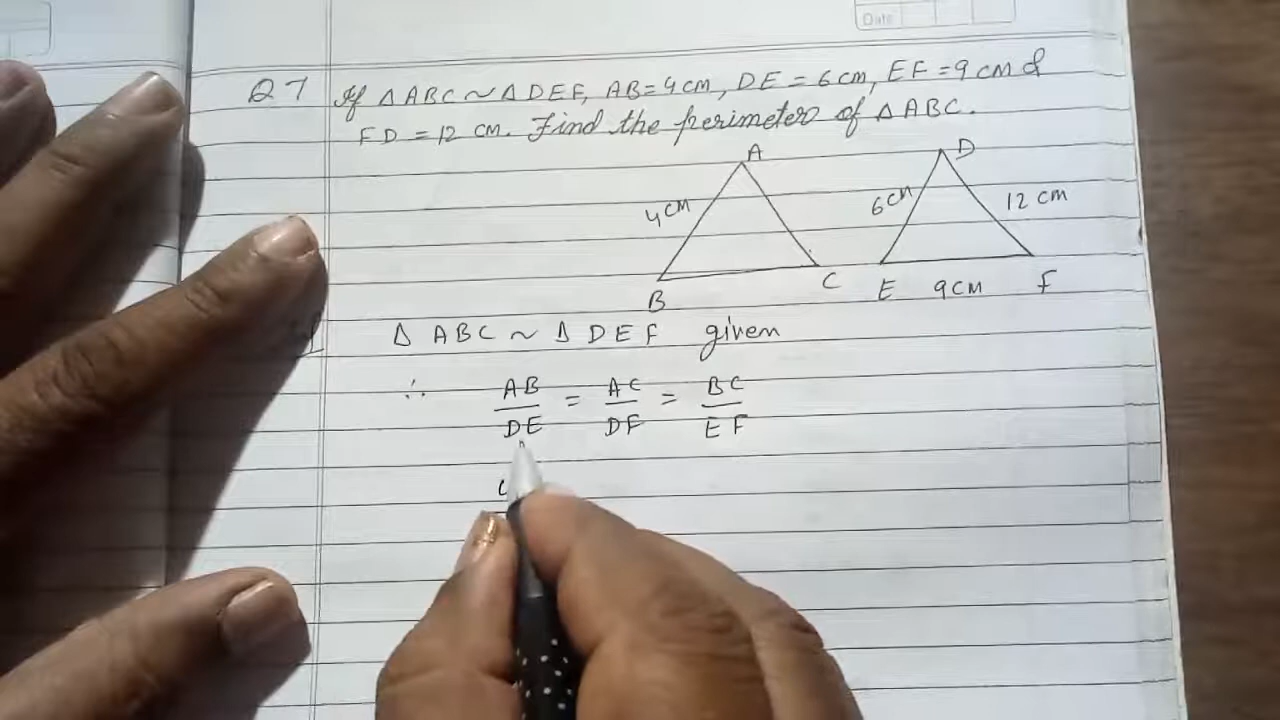 Date
Q 7 If Δ ABC ~ Δ DEF, AB = 4 cm, DE = 6 cm, EF = 9 cm &
FD = 12 cm. Find the perimeter of Δ ABC.
A
D
4 cm
6 cm
12 cm
B
C
E
9 cm
F
Δ ABC ~ Δ DEF given
∴ AB/DE = AC/DF = BC/EF